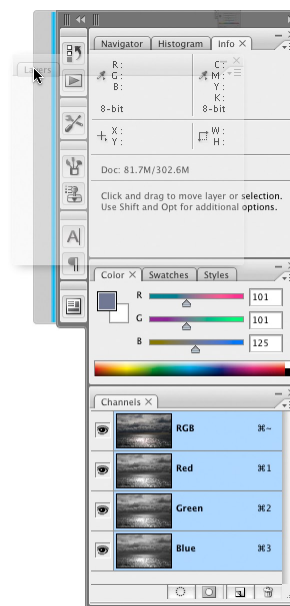 Navigator Histogram Info ×
Layers
R: C:
G: M:
B: Y:
K:
8-bit 8-bit
X: W:
Y: H:
Doc: 81.7M/302.6M
Click and drag to move layer or selection.
Use Shift and Opt for additional options.
A
¶
Color × Swatches Styles
R 101
G 101
B 125
Channels ×
RGB ⌘~
Red ⌘1
Green ⌘2
Blue ⌘3